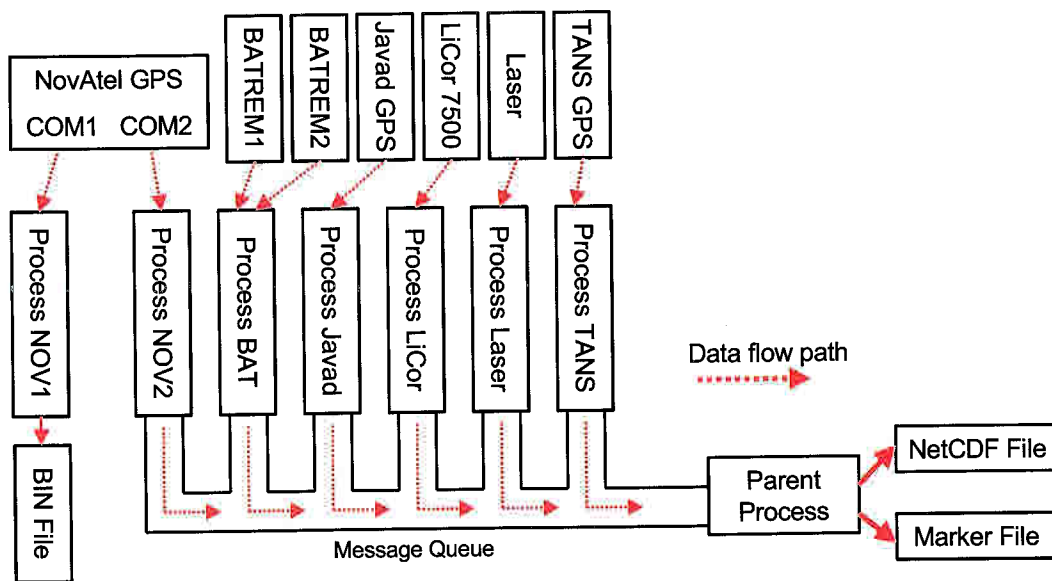 NovAtel GPS
COM1 COM2
BATREM1
BATREM2
Javad GPS
LiCor 7500
Laser
TANS GPS
Process NOV1
Process NOV2
Process BAT
Process Javad
Process LiCor
Process Laser
Process TANS
Data flow path
BIN File
Message Queue
Parent
Process
NetCDF File
Marker File